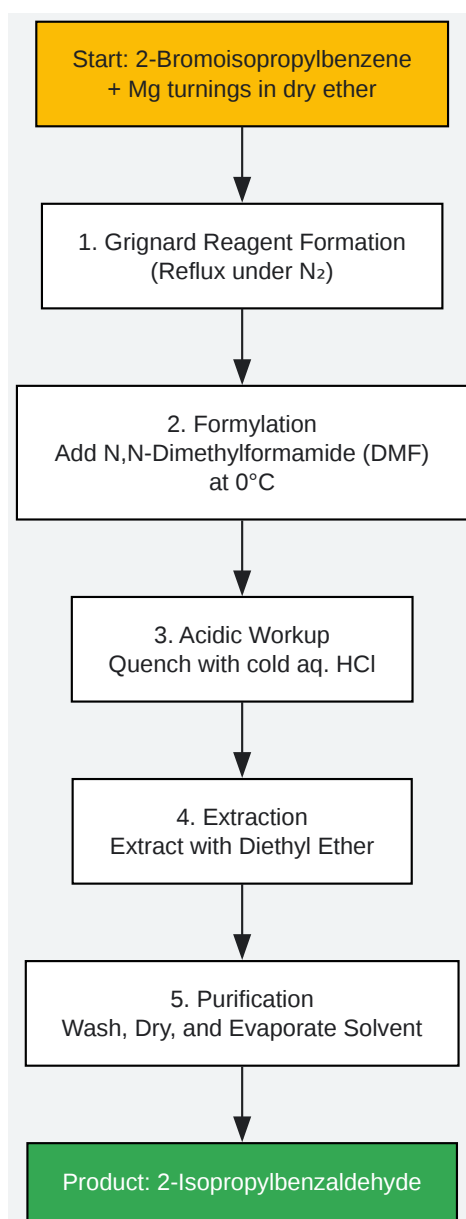 Start: 2-Bromoisopropylbenzene
+ Mg turnings in dry ether
1. Grignard Reagent Formation
(Reflux under N₂)
2. Formylation
Add N,N-Dimethylformamide (DMF)
at 0°C
3. Acidic Workup
Quench with cold aq. HCl
4. Extraction
Extract with Diethyl Ether
5. Purification
Wash, Dry, and Evaporate Solvent
Product: 2-Isopropylbenzaldehyde